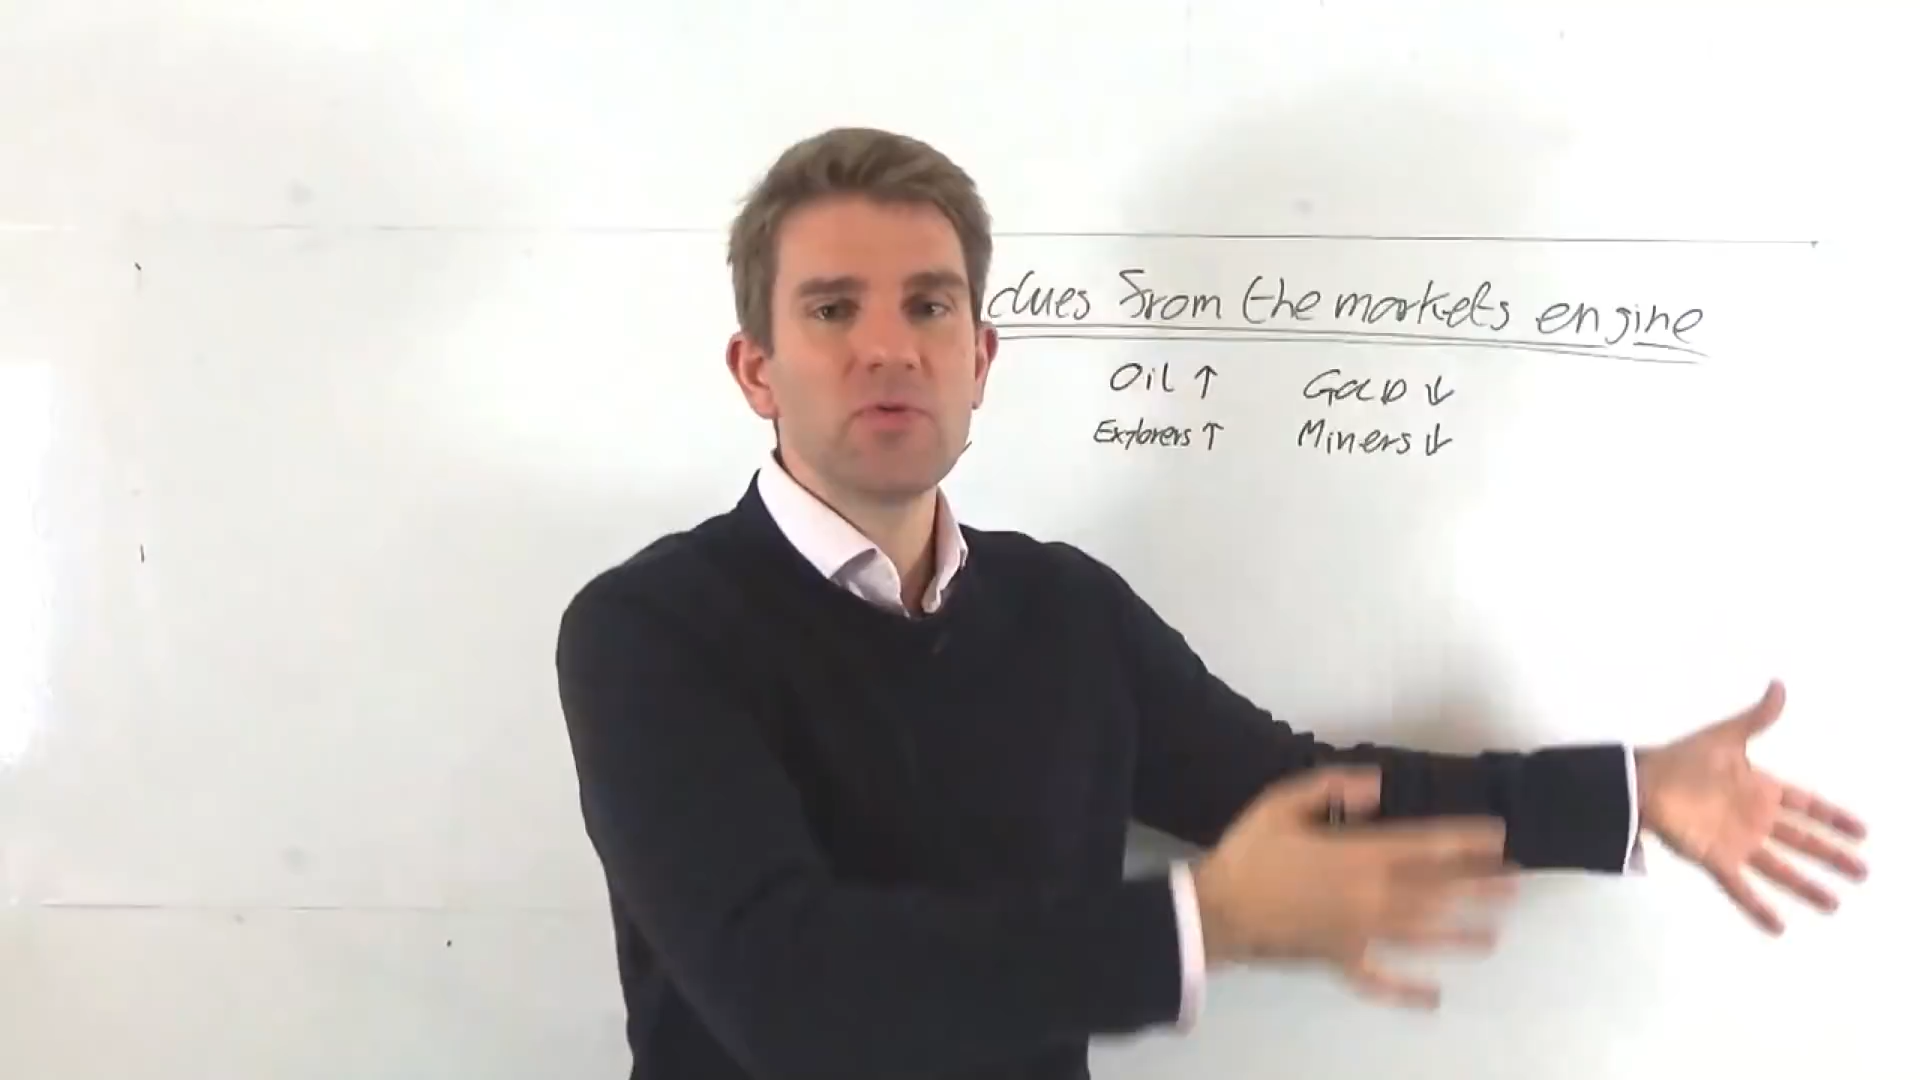 clues from the markets engine
Oil ↑ GOLD ↓
Explorers ↑ Miners ↓